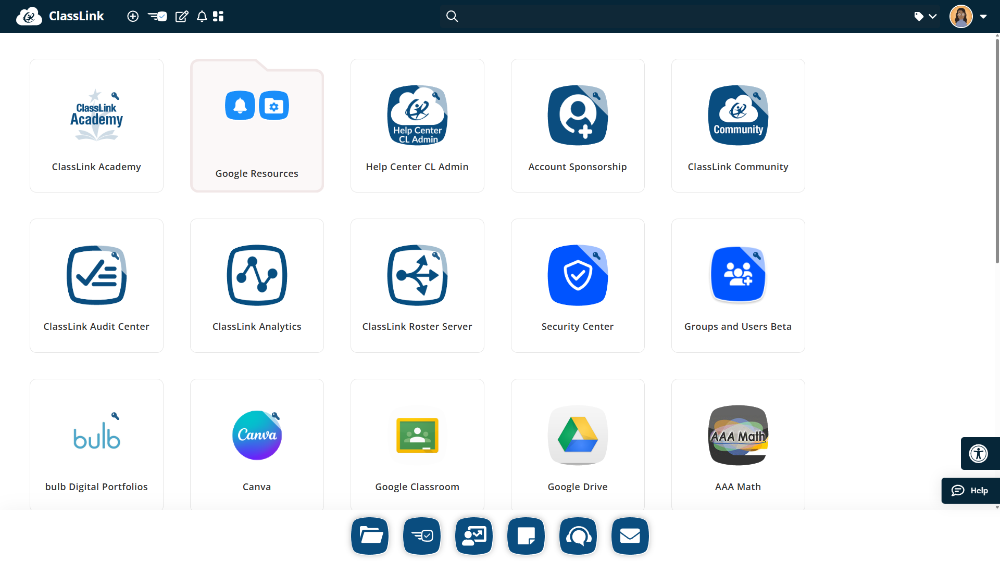 ClassLink
ClassLink
Academy
ClassLink Academy
Google Resources
Help Center
CL Admin
Help Center CL Admin
Account Sponsorship
Community
ClassLink Community
ClassLink Audit Center
ClassLink Analytics
ClassLink Roster Server
Security Center
Groups and Users Beta
bulb
bulb Digital Portfolios
Canva
Canva
Google Classroom
Google Drive
AAA Math
AAA Math
Help